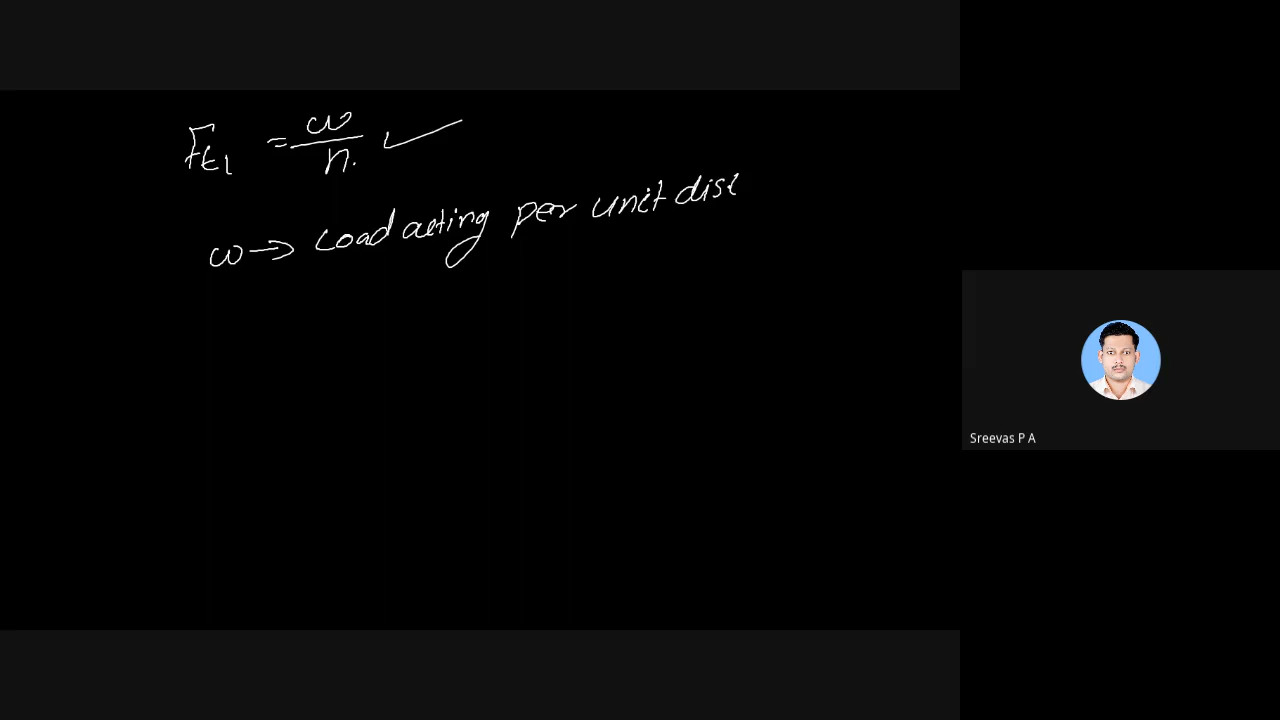 Ft1 = w/n.
w → Load acting per unit dist
Sreevas P A